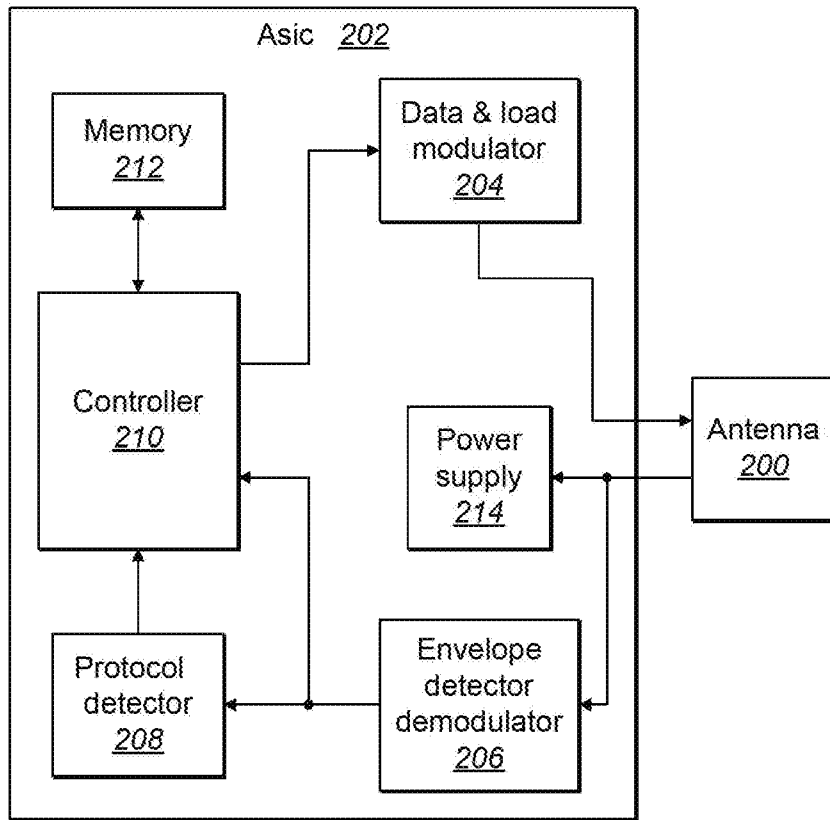 Asic 202
Memory
212
Data & load
modulator
204
Controller
210
Power
supply
214
Antenna
200
Protocol
detector
208
Envelope
detector
demodulator
206